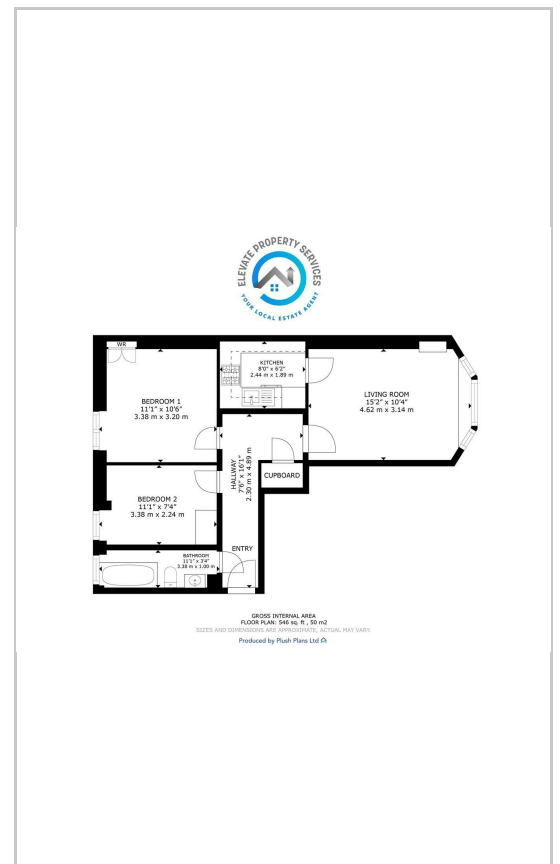 ELEVATE PROPERTY SERVICES
YOUR LOCAL ESTATE AGENT
WR
KITCHEN
8'0" x 6'2"
2.44 m x 1.89 m
BEDROOM 1
11'1" x 10'6"
3.38 m x 3.20 m
LIVING ROOM
15'2" x 10'4"
4.62 m x 3.14 m
HALLWAY
7'6" x 16'1"
2.30 m x 4.89 m
CUPBOARD
BEDROOM 2
11'1" x 7'4"
3.38 m x 2.24 m
ENTRY
BATHROOM
11'1" x 3'4"
3.38 m x 1.00 m
GROSS INTERNAL AREA
FLOOR PLAN: 546 sq. ft , 50 m2
SIZES AND DIMENSIONS ARE APPROXIMATE, ACTUAL MAY VARY.
Produced by Plush Plans Ltd